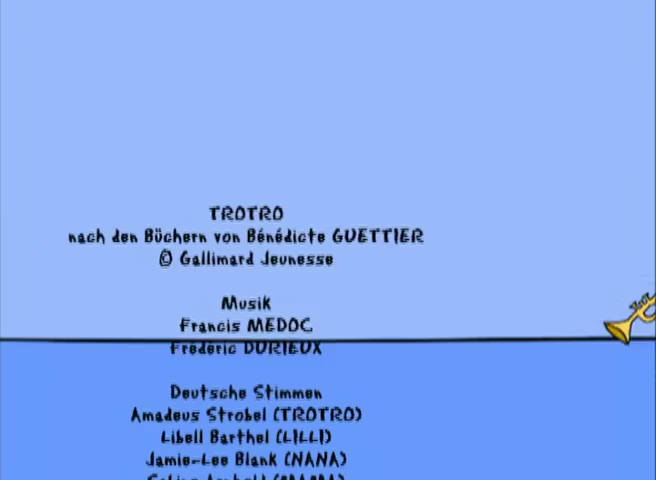 TROTRO
nach den Büchern von Bénédicte GUETTIER
© Gallimard Jeunesse
Musik
Francis MEDOC
Frédéric DURIEUX
Deutsche Stimmen
Amadeus Strobel (TROTRO)
Libell Barthel (LILLI)
Jamie-Lee Blank (NANA)